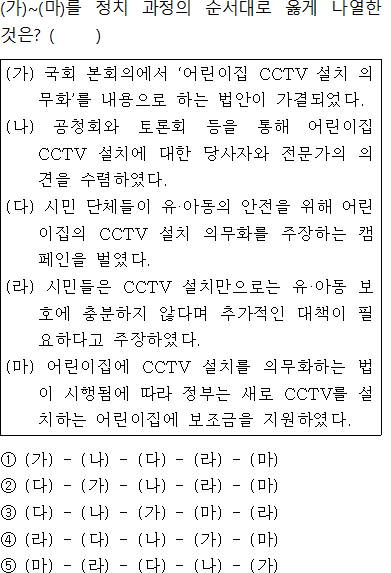 (가)~(마)를 정치 과정의 순서대로 옳게 나열한
것은? (     )
(가) 국회 본회의에서 ‘어린이집 CCTV 설치 의
무화’를 내용으로 하는 법안이 가결되었다.
(나) 공청회와 토론회 등을 통해 어린이집
CCTV 설치에 대한 당사자와 전문가의 의
견을 수렴하였다.
(다) 시민 단체들이 유·아동의 안전을 위해 어린
이집의 CCTV 설치 의무화를 주장하는 캠
페인을 벌였다.
(라) 시민들은 CCTV 설치만으로는 유·아동 보
호에 충분하지 않다며 추가적인 대책이 필
요하다고 주장하였다.
(마) 어린이집에 CCTV 설치를 의무화하는 법
이 시행됨에 따라 정부는 새로 CCTV를 설
치하는 어린이집에 보조금을 지원하였다.
① (가) - (나) - (다) - (라) - (마)
② (다) - (가) - (나) - (라) - (마)
③ (다) - (나) - (가) - (마) - (라)
④ (라) - (가) - (나) - (다) - (마)
⑤ (마) - (라) - (다) - (나) - (가)